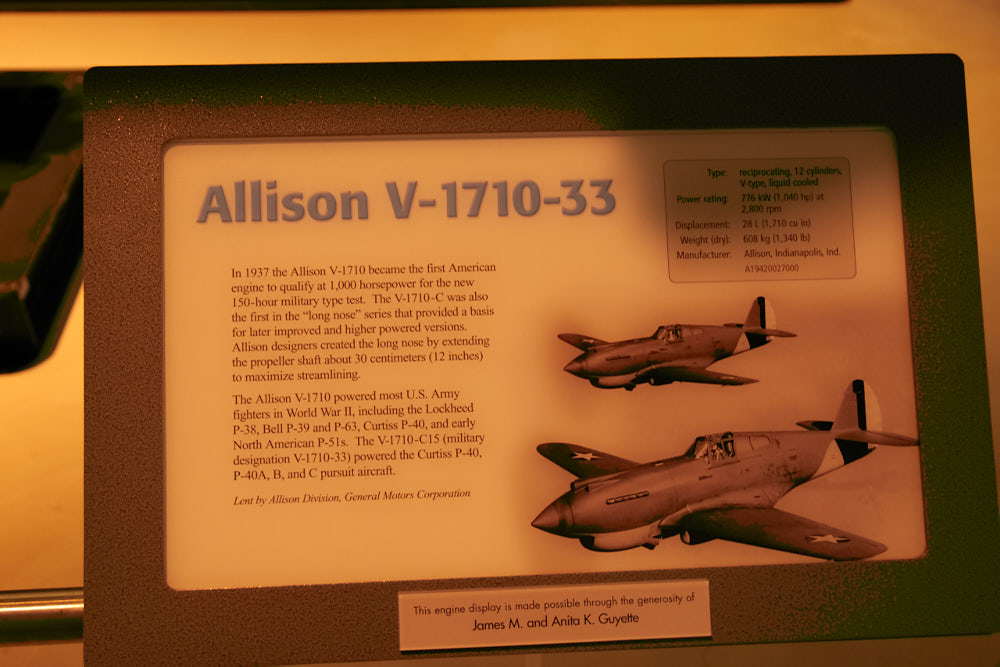 Allison V-1710-33
Type: reciprocating, 12 cylinders,
V-type, liquid cooled
Power rating: 776 kW (1,040 hp) at
2,800 rpm
Displacement: 28 L (1,710 cu in)
Weight (dry): 608 kg (1,340 lb)
Manufacturer: Allison, Indianapolis, Ind.
A19420027000
In 1937 the Allison V-1710 became the first American
engine to qualify at 1,000 horsepower for the new
150-hour military type test. The V-1710-C was also
the first in the “long nose” series that provided a basis
for later improved and higher powered versions.
Allison designers created the long nose by extending
the propeller shaft about 30 centimeters (12 inches)
to maximize streamlining.
The Allison V-1710 powered most U.S. Army
fighters in World War II, including the Lockheed
P-38, Bell P-39 and P-63, Curtiss P-40, and early
North American P-51s. The V-1710-C15 (military
designation V-1710-33) powered the Curtiss P-40,
P-40A, B, and C pursuit aircraft.
Lent by Allison Division, General Motors Corporation
This engine display is made possible through the generosity of
James M. and Anita K. Guyette